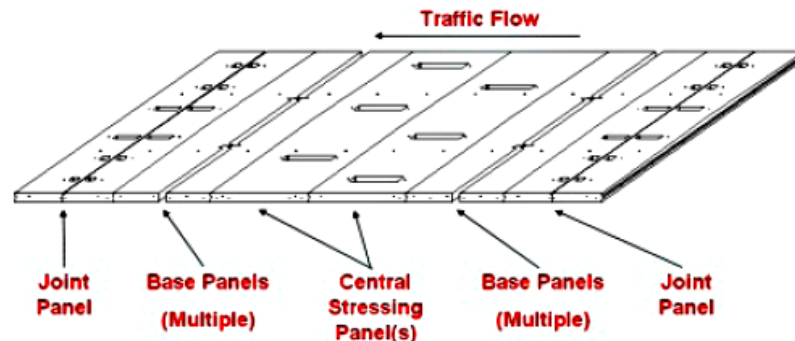 Traffic Flow
Joint
Panel
Base Panels
(Multiple)
Central
Stressing
Panel(s)
Base Panels
(Multiple)
Joint
Panel